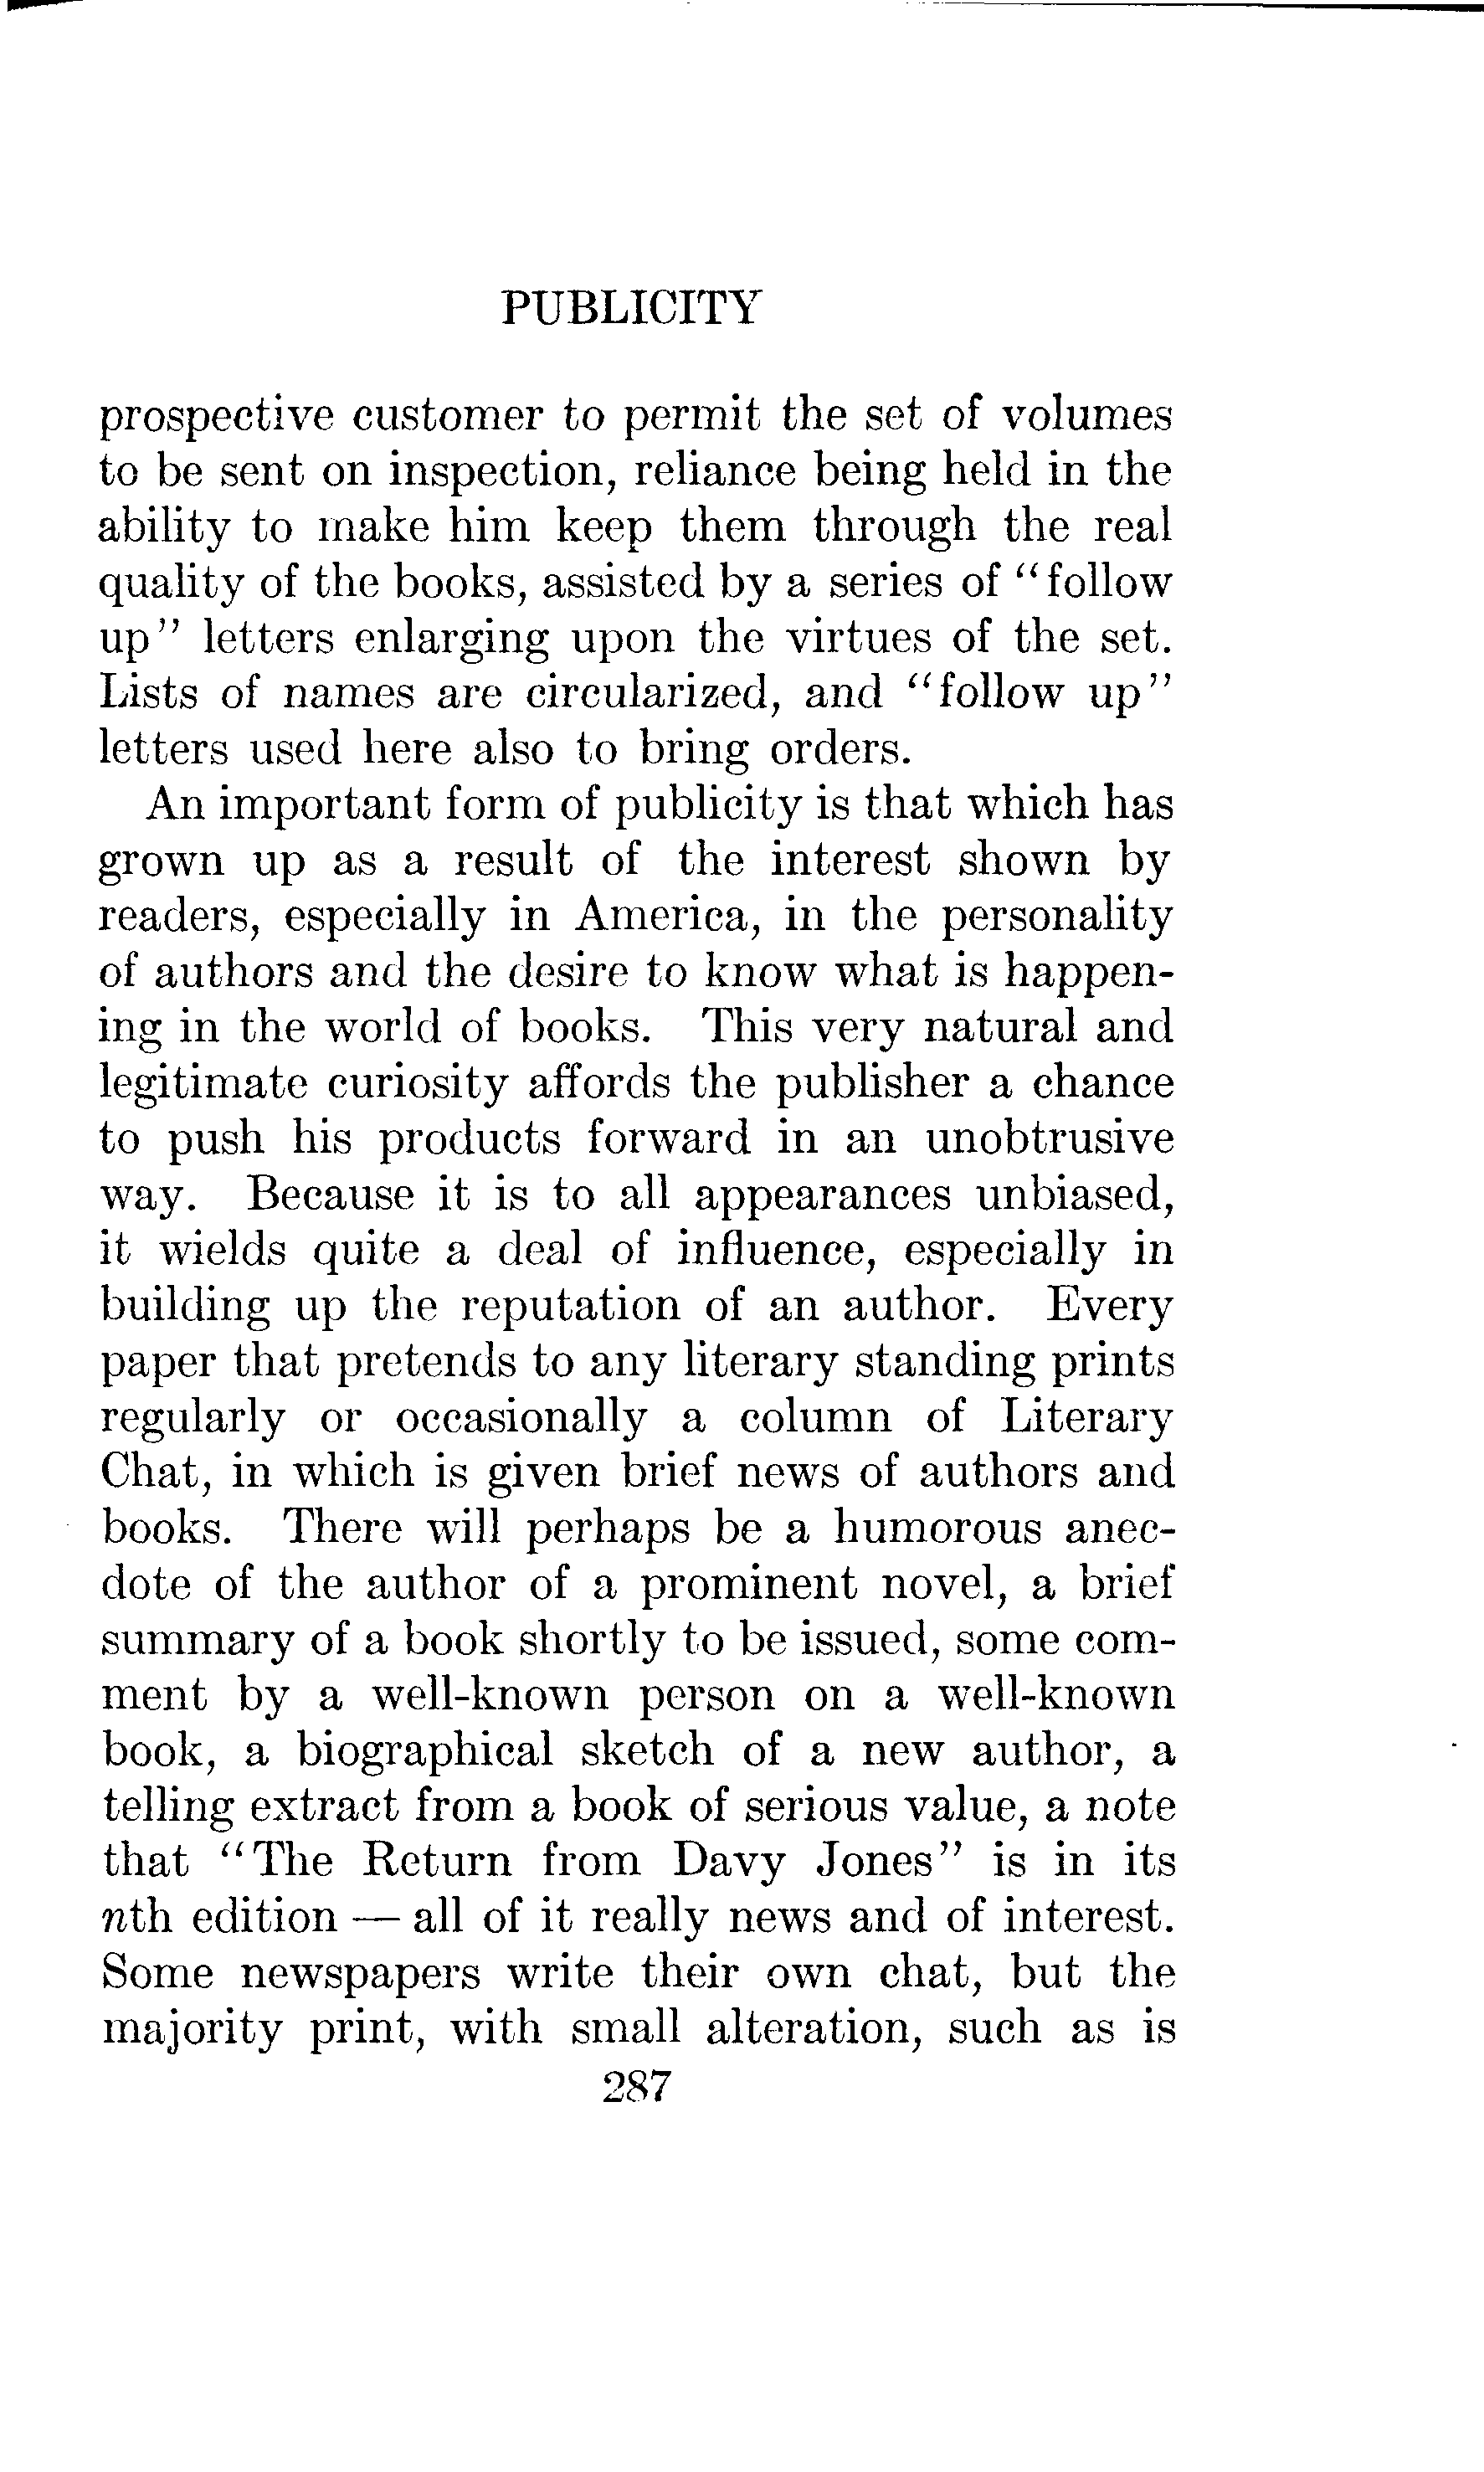 PUBLICITY
prospective customer to permit the set of volumes
to be sent on inspection, reliance being held in the
ability to make him keep them through the real
quality of the books, assisted by a series of "follow
up" letters enlarging upon the virtues of the set.
Lists of names are circularized, and "follow up"
letters used here also to bring orders.
An important form of publicity is that which has
grown up as a result of the interest shown by
readers, especially in America, in the personality
of authors and the desire to know what is happen-
ing in the world of books. This very natural and
legitimate curiosity affords the publisher a chance
to push his products forward in an unobtrusive
way. Because it is to all appearances unbiased,
it wields quite a deal of influence, especially in
building up the reputation of an author. Every
paper that pretends to any literary standing prints
regularly or occasionally a column of Literary
Chat, in which is given brief news of authors and
books. There will perhaps be a humorous anec-
dote of the author of a prominent novel, a brief
summary of a book shortly to be issued, some com-
ment by a well-known person on a well-known
book, a biographical sketch of a new author, a
telling extract from a book of serious value, a note
that "The Return from Davy Jones" is in its
nth edition — all of it really news and of interest.
Some newspapers write their own chat, but the
majority print, with small alteration, such as is
287